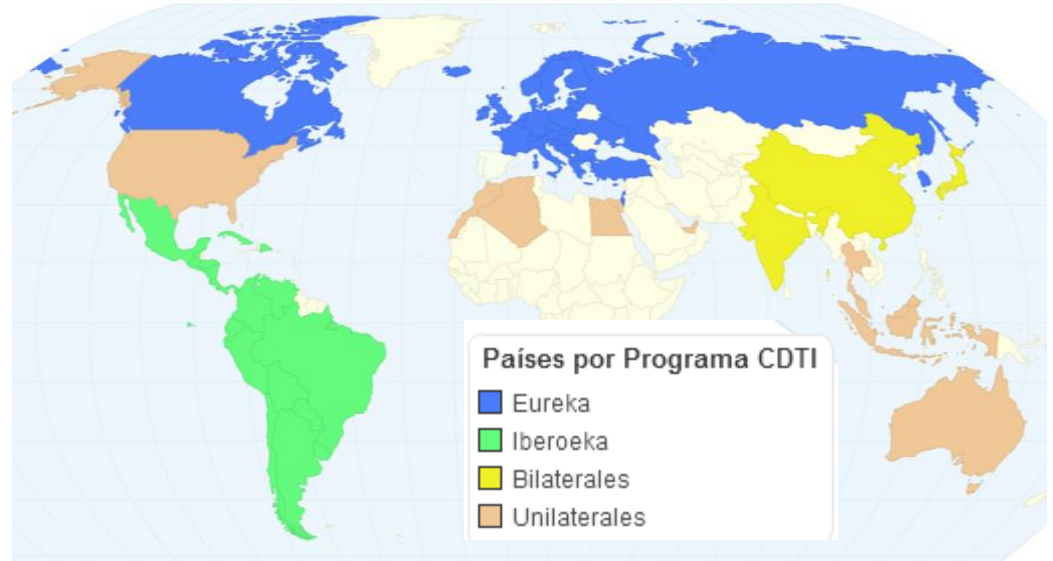 Países por Programa CDTI
Eureka
Iberoeka
Bilaterales
Unilaterales